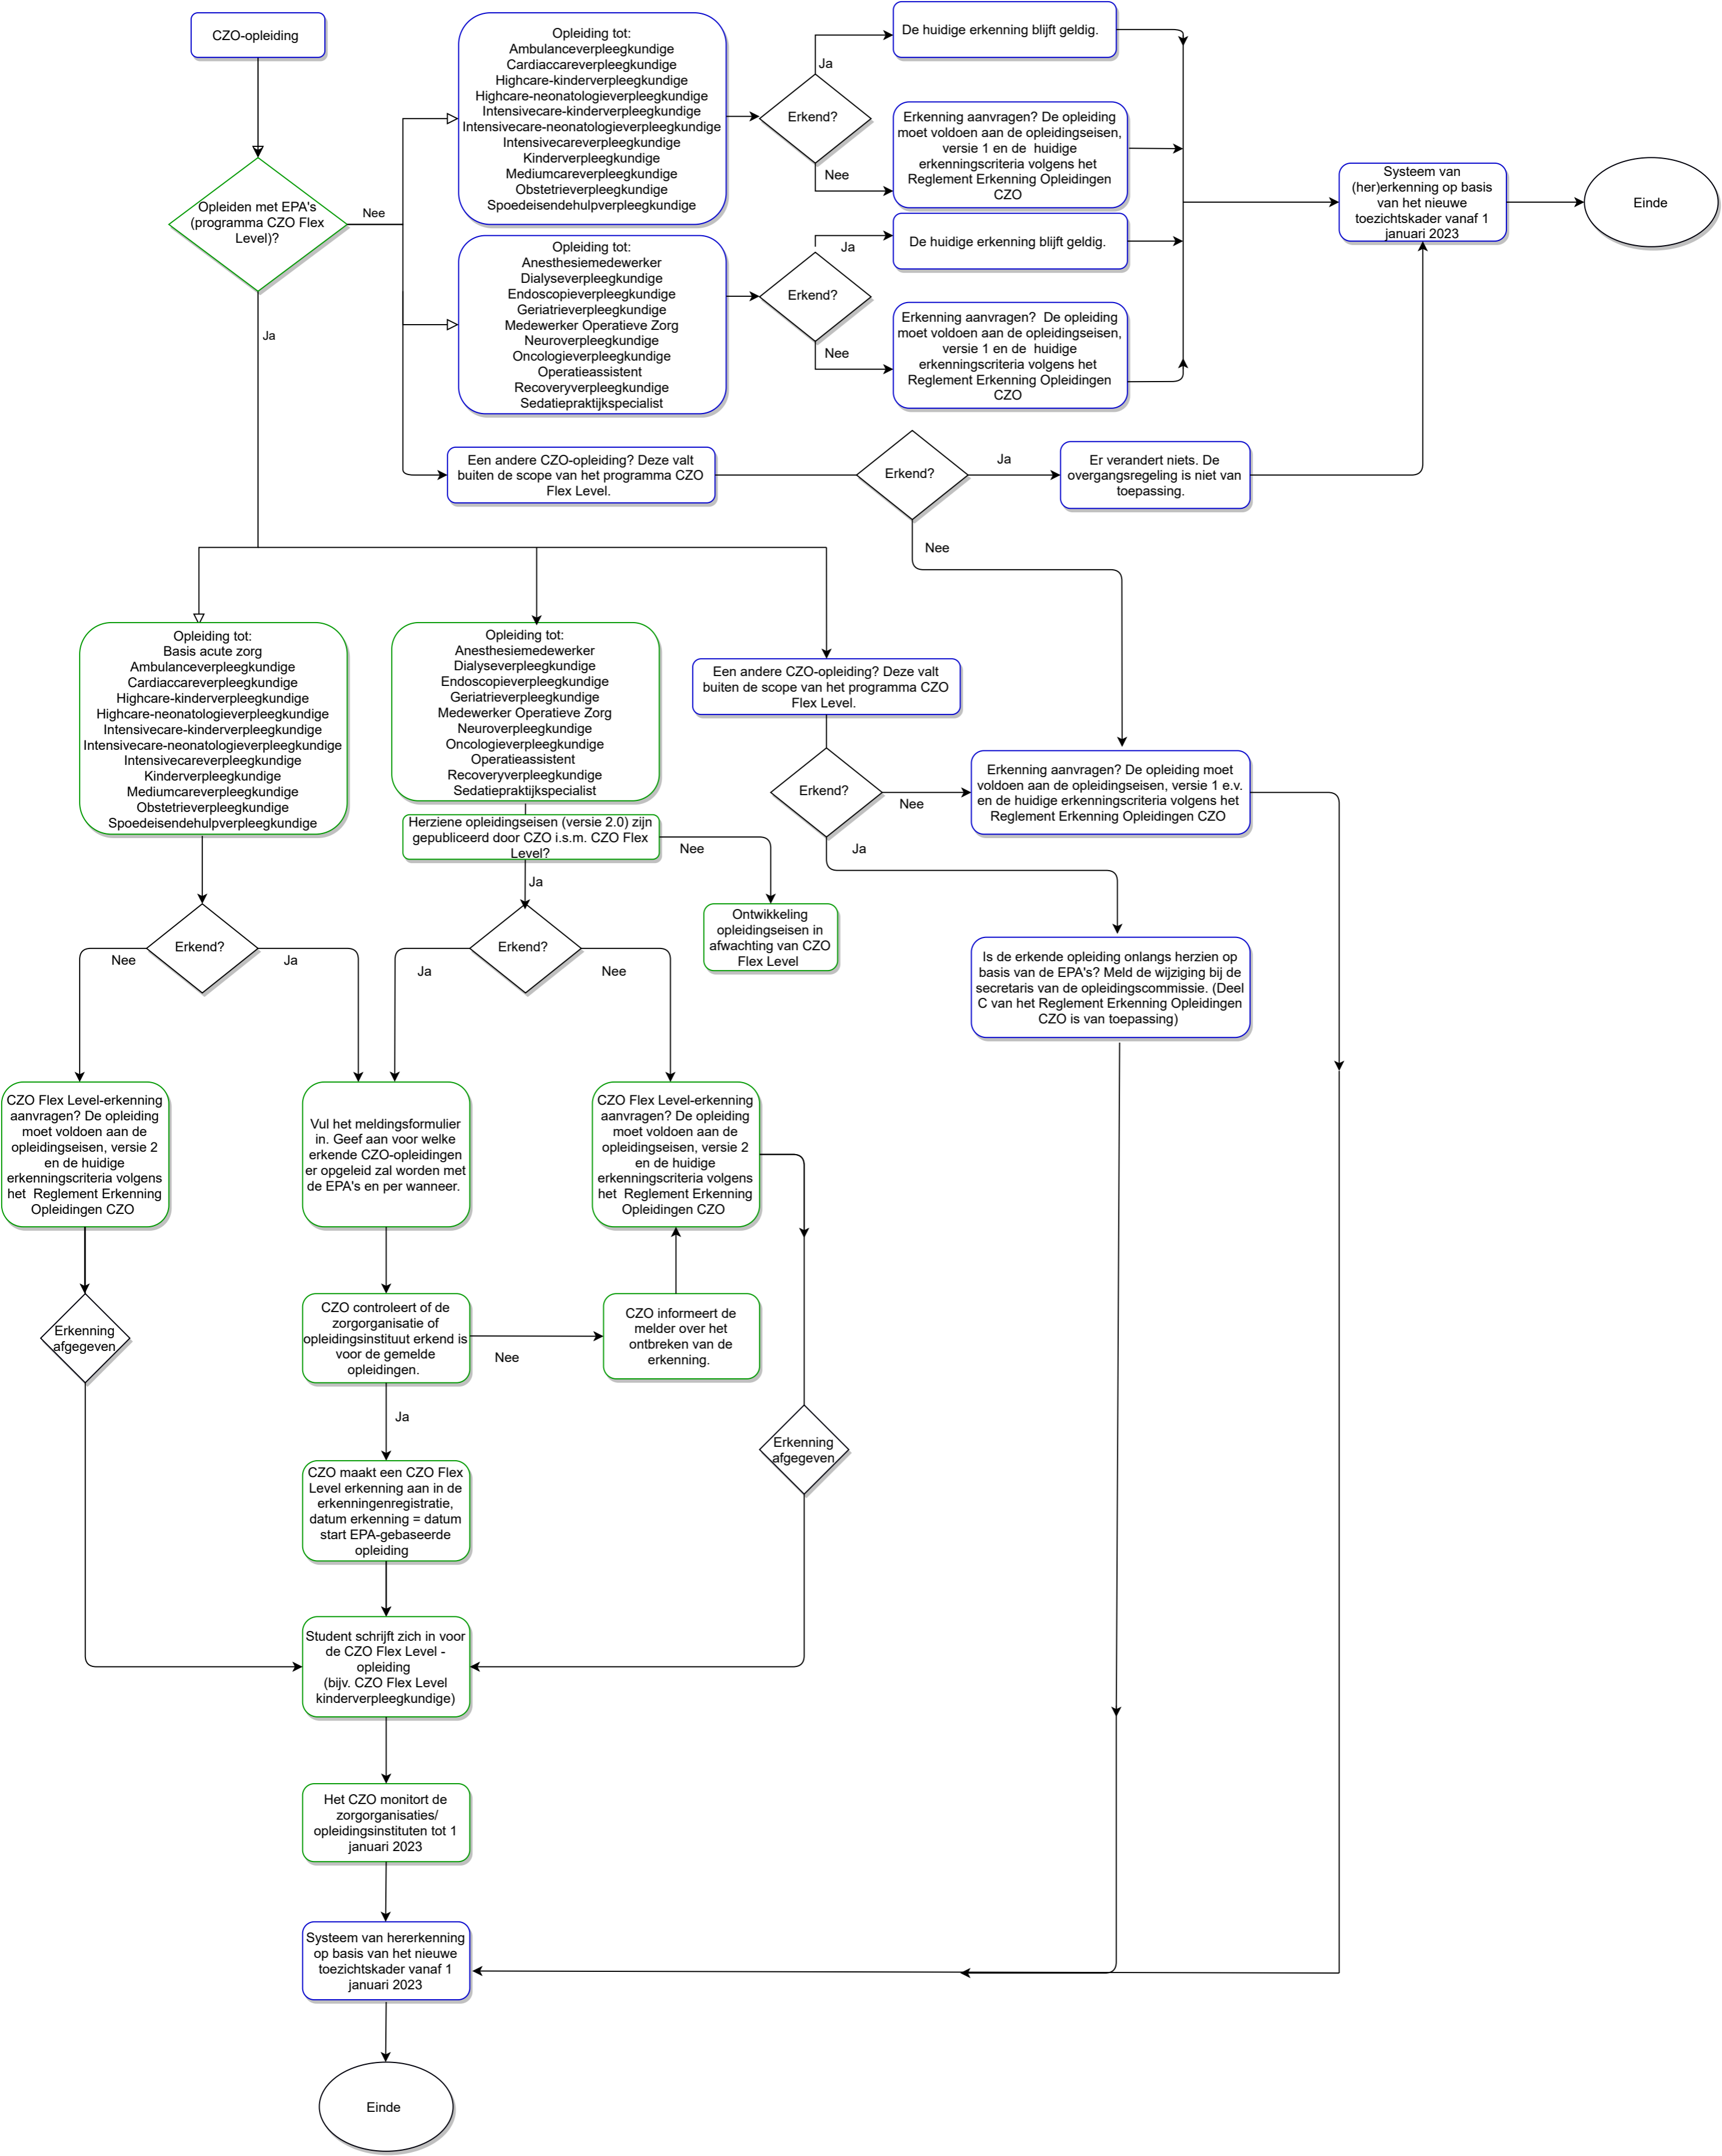 CZO-opleiding
Opleiden met EPA's
(programma CZO Flex
Level)?
Nee
Ja
Opleiding tot:
Ambulanceverpleegkundige
Cardiaccareverpleegkundige
Highcare-kinderverpleegkundige
Highcare-neonatologieverpleegkundige
Intensivecare-kinderverpleegkundige
Intensivecare-neonatologieverpleegkundige
Intensivecareverpleegkundige
Kinderverpleegkundige
Mediumcareverpleegkundige
Obstetrieverpleegkundige
Spoedeisendehulpverpleegkundige
Erkend?
Ja
Nee
De huidige erkenning blijft geldig.
Erkenning aanvragen? De opleiding
moet voldoen aan de opleidingseisen,
versie 1 en de  huidige
erkenningscriteria volgens het
Reglement Erkenning Opleidingen
CZO
Opleiding tot:
Anesthesiemedewerker
Dialyseverpleegkundige
Endoscopieverpleegkundige
Geriatrieverpleegkundige
Medewerker Operatieve Zorg
Neuroverpleegkundige
Oncologieverpleegkundige
Operatieassistent
Recoveryverpleegkundige
Sedatiepraktijkspecialist
Erkend?
Ja
Nee
De huidige erkenning blijft geldig.
Erkenning aanvragen?  De opleiding
moet voldoen aan de opleidingseisen,
versie 1 en de  huidige
erkenningscriteria volgens het
Reglement Erkenning Opleidingen
CZO
Systeem van
(her)erkenning op basis
van het nieuwe
toezichtskader vanaf 1
januari 2023
Einde
Een andere CZO-opleiding? Deze valt
buiten de scope van het programma CZO
Flex Level.
Erkend?
Ja
Nee
Er verandert niets. De
overgangsregeling is niet van
toepassing.
Opleiding tot:
Basis acute zorg
Ambulanceverpleegkundige
Cardiaccareverpleegkundige
Highcare-kinderverpleegkundige
Highcare-neonatologieverpleegkundige
Intensivecare-kinderverpleegkundige
Intensivecare-neonatologieverpleegkundige
Intensivecareverpleegkundige
Kinderverpleegkundige
Mediumcareverpleegkundige
Obstetrieverpleegkundige
Spoedeisendehulpverpleegkundige
Opleiding tot:
Anesthesiemedewerker
Dialyseverpleegkundige
Endoscopieverpleegkundige
Geriatrieverpleegkundige
Medewerker Operatieve Zorg
Neuroverpleegkundige
Oncologieverpleegkundige
Operatieassistent
Recoveryverpleegkundige
Sedatiepraktijkspecialist
Herziene opleidingseisen (versie 2.0) zijn
gepubliceerd door CZO i.s.m. CZO Flex
Level?
Nee
Ja
Ontwikkeling
opleidingseisen in
afwachting van CZO
Flex Level
Een andere CZO-opleiding? Deze valt
buiten de scope van het programma CZO
Flex Level.
Erkend?
Nee
Ja
Erkenning aanvragen? De opleiding moet
voldoen aan de opleidingseisen, versie 1 e.v.
en de huidige erkenningscriteria volgens het
Reglement Erkenning Opleidingen CZO
Is de erkende opleiding onlangs herzien op
basis van de EPA's? Meld de wijziging bij de
secretaris van de opleidingscommissie. (Deel
C van het Reglement Erkenning Opleidingen
CZO is van toepassing)
Erkend?
Nee
Ja
Erkend?
Ja
Nee
CZO Flex Level-erkenning
aanvragen? De opleiding
moet voldoen aan de
opleidingseisen, versie 2
en de huidige
erkenningscriteria volgens
het  Reglement Erkenning
Opleidingen CZO
Vul het meldingsformulier
in. Geef aan voor welke
erkende CZO-opleidingen
er opgeleid zal worden met
de EPA's en per wanneer.
CZO Flex Level-erkenning
aanvragen? De opleiding
moet voldoen aan de
opleidingseisen, versie 2
en de huidige
erkenningscriteria volgens
het  Reglement Erkenning
Opleidingen CZO
Erkenning
afgegeven
CZO controleert of de
zorgorganisatie of
opleidingsinstituut erkend is
voor de gemelde
opleidingen.
Nee
Ja
CZO informeert de
melder over het
ontbreken van de
erkenning.
Erkenning
afgegeven
CZO maakt een CZO Flex
Level erkenning aan in de
erkenningenregistratie,
datum erkenning = datum
start EPA-gebaseerde
opleiding
Student schrijft zich in voor
de CZO Flex Level -
opleiding
(bijv. CZO Flex Level
kinderverpleegkundige)
Het CZO monitort de
zorgorganisaties/
opleidingsinstituten tot 1
januari 2023
Systeem van hererkenning
op basis van het nieuwe
toezichtskader vanaf 1
januari 2023
Einde